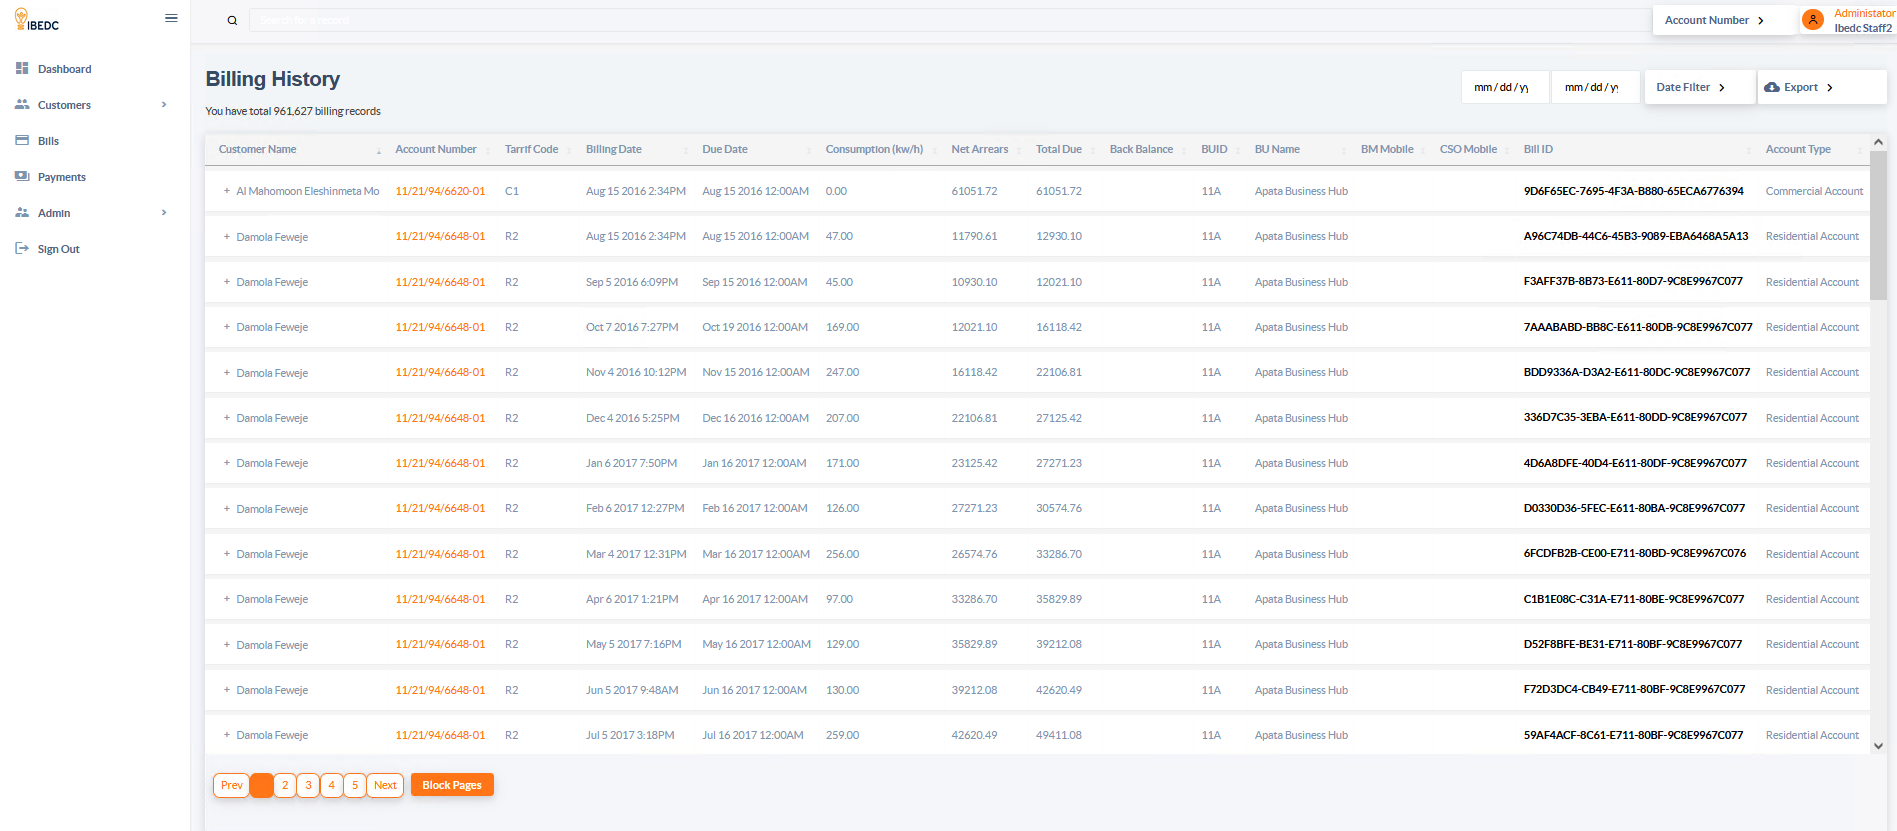 IBEDC
Search for a record
Account Number
Administator
Ibedc Staff2
Dashboard
Customers
Bills
Payments
Admin
Sign Out
Billing History
You have total 961,627 billing records
mm / dd / yy
mm / dd / yy
Date Filter
Export
Customer Name Account Number Tarrif Code Billing Date Due Date Consumption (kw/h) Net Arrears Total Due Back Balance BUID BU Name BM Mobile CSO Mobile Bill ID Account Type
+ Al Mahomoon Eleshinmeta Mo 11/21/94/6620-01 C1 Aug 15 2016 2:34PM Aug 15 2016 12:00AM 0.00 61051.72 61051.72 11A Apata Business Hub 9D6F65EC-7695-4F3A-B880-65ECA6776394 Commercial Account
+ Damola Feweje 11/21/94/6648-01 R2 Aug 15 2016 2:34PM Aug 15 2016 12:00AM 47.00 11790.61 12930.10 11A Apata Business Hub A96C74DB-44C6-45B3-9089-EBA6468A5A13 Residential Account
+ Damola Feweje 11/21/94/6648-01 R2 Sep 5 2016 6:09PM Sep 15 2016 12:00AM 45.00 10930.10 12021.10 11A Apata Business Hub F3AFF37B-8B73-E611-80D7-9C8E9967C077 Residential Account
+ Damola Feweje 11/21/94/6648-01 R2 Oct 7 2016 7:27PM Oct 19 2016 12:00AM 169.00 12021.10 16118.42 11A Apata Business Hub 7AAABABD-BB8C-E611-80DB-9C8E9967C077 Residential Account
+ Damola Feweje 11/21/94/6648-01 R2 Nov 4 2016 10:12PM Nov 15 2016 12:00AM 247.00 16118.42 22106.81 11A Apata Business Hub BDD9336A-D3A2-E611-80DC-9C8E9967C077 Residential Account
+ Damola Feweje 11/21/94/6648-01 R2 Dec 4 2016 5:25PM Dec 16 2016 12:00AM 207.00 22106.81 27125.42 11A Apata Business Hub 336D7C35-3EBA-E611-80DD-9C8E9967C077 Residential Account
+ Damola Feweje 11/21/94/6648-01 R2 Jan 6 2017 7:50PM Jan 16 2017 12:00AM 171.00 23125.42 27271.23 11A Apata Business Hub 4D6A8DFE-40D4-E611-80DF-9C8E9967C077 Residential Account
+ Damola Feweje 11/21/94/6648-01 R2 Feb 6 2017 12:27PM Feb 16 2017 12:00AM 126.00 27271.23 30574.76 11A Apata Business Hub D0330D36-5FEC-E611-80BA-9C8E9967C077 Residential Account
+ Damola Feweje 11/21/94/6648-01 R2 Mar 4 2017 12:31PM Mar 16 2017 12:00AM 256.00 26574.76 33286.70 11A Apata Business Hub 6FCDFB2B-CE00-E711-80BD-9C8E9967C076 Residential Account
+ Damola Feweje 11/21/94/6648-01 R2 Apr 6 2017 1:21PM Apr 16 2017 12:00AM 97.00 33286.70 35829.89 11A Apata Business Hub C1B1E08C-C31A-E711-80BE-9C8E9967C077 Residential Account
+ Damola Feweje 11/21/94/6648-01 R2 May 5 2017 7:16PM May 16 2017 12:00AM 129.00 35829.89 39212.08 11A Apata Business Hub D52F8BFE-BE31-E711-80BF-9C8E9967C077 Residential Account
+ Damola Feweje 11/21/94/6648-01 R2 Jun 5 2017 9:48AM Jun 16 2017 12:00AM 130.00 39212.08 42620.49 11A Apata Business Hub F72D3DC4-CB49-E711-80BF-9C8E9967C077 Residential Account
+ Damola Feweje 11/21/94/6648-01 R2 Jul 5 2017 3:18PM Jul 16 2017 12:00AM 259.00 42620.49 49411.08 11A Apata Business Hub 59AF4ACF-8C61-E711-80BF-9C8E9967C077 Residential Account
Prev 2 3 4 5 Next Block Pages